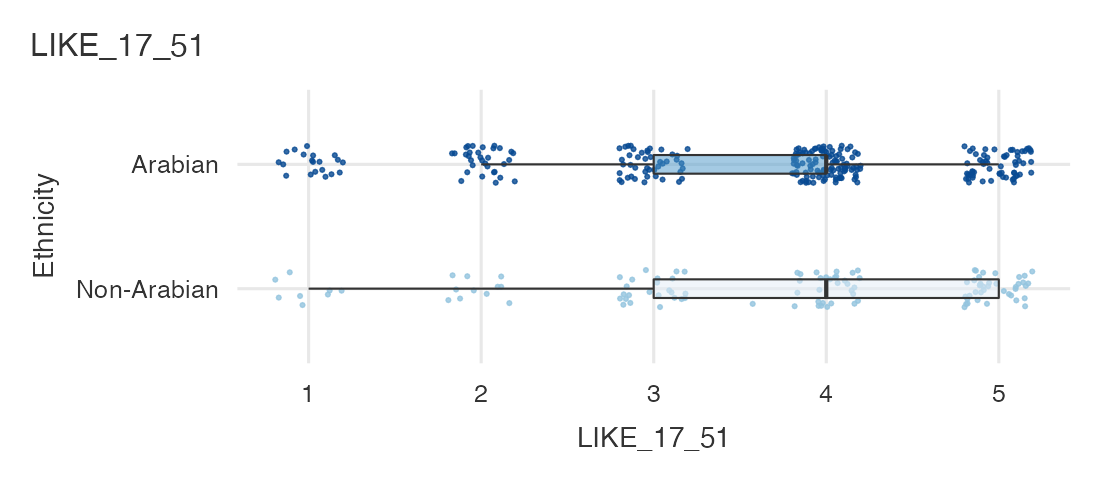 LIKE_17_51
Arabian
Non-Arabian
Ethnicity
1 2 3 4 5
LIKE_17_51